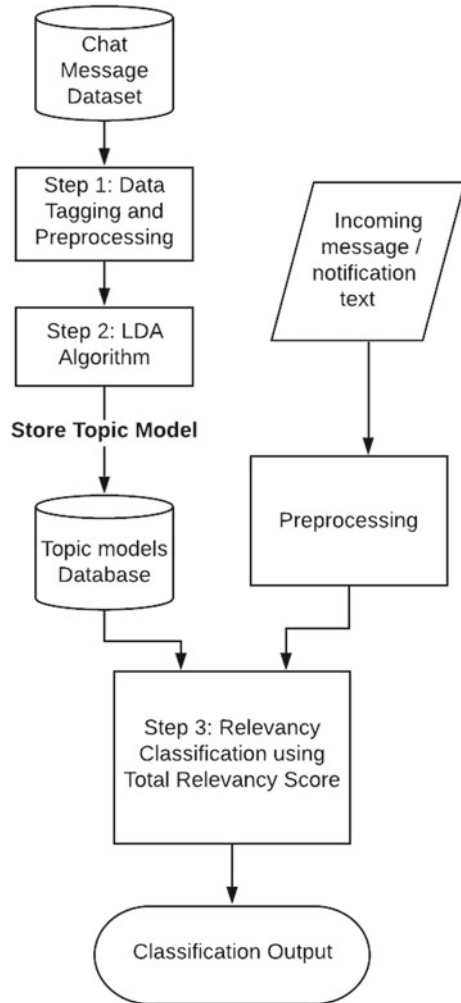 Chat
Message
Dataset
Step 1: Data
Tagging and
Preprocessing
Step 2: LDA
Algorithm
Store Topic Model
Topic models
Database
Incoming
message /
notification
text
Preprocessing
Step 3: Relevancy
Classification using
Total Relevancy Score
Classification Output